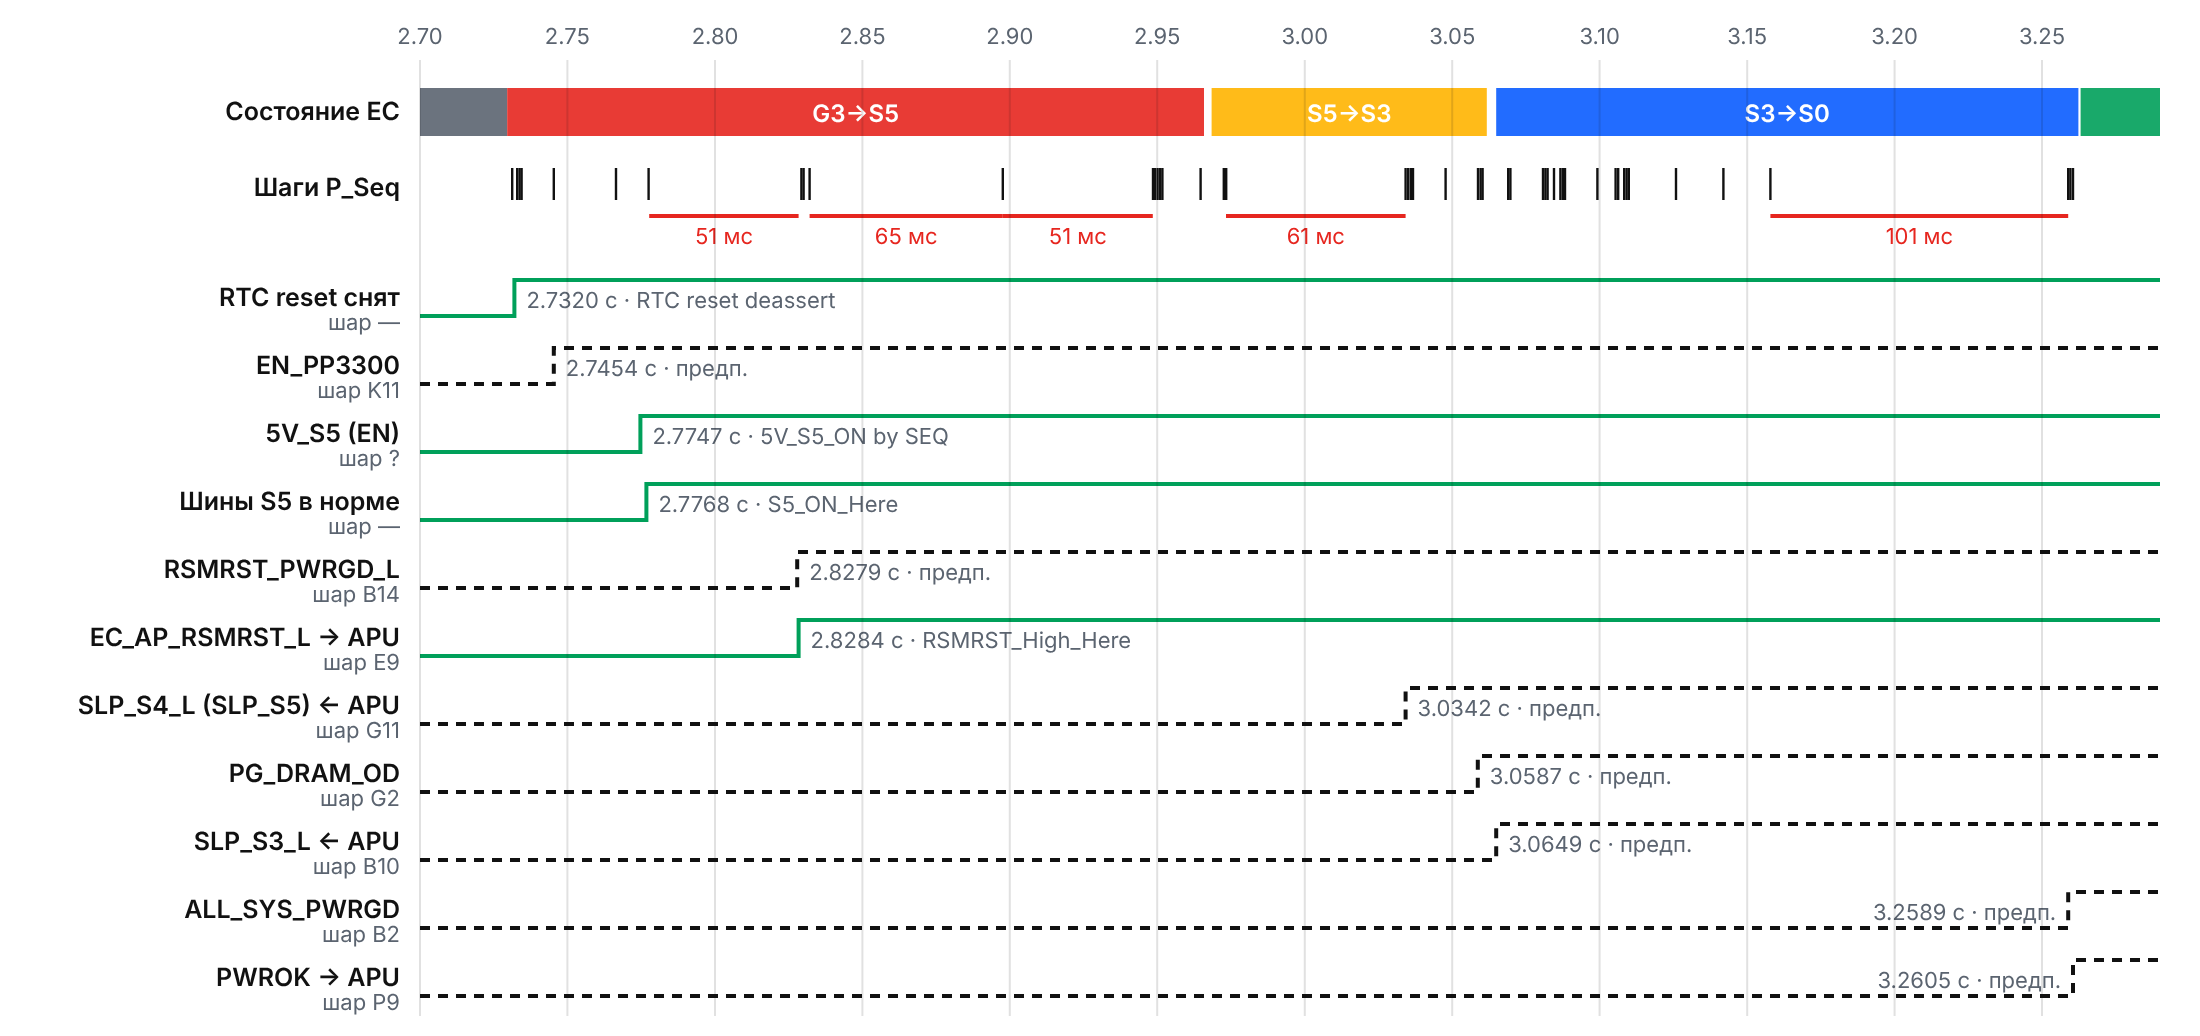 2.70 2.75 2.80 2.85 2.90 2.95 3.00 3.05 3.10 3.15 3.20 3.25
Состояние EC
G3→S5 S5→S3 S3→S0
Шаги P_Seq
51 мс 65 мс 51 мс 61 мс 101 мс
RTC reset снят
шар —
2.7320 с · RTC reset deassert
EN_PP3300
шар K11
2.7454 с · предп.
5V_S5 (EN)
шар ?
2.7747 с · 5V_S5_ON by SEQ
Шины S5 в норме
шар —
2.7768 с · S5_ON_Here
RSMRST_PWRGD_L
шар B14
2.8279 с · предп.
EC_AP_RSMRST_L → APU
шар E9
2.8284 с · RSMRST_High_Here
SLP_S4_L (SLP_S5) ← APU
шар G11
3.0342 с · предп.
PG_DRAM_OD
шар G2
3.0587 с · предп.
SLP_S3_L ← APU
шар B10
3.0649 с · предп.
ALL_SYS_PWRGD
шар B2
3.2589 с · предп.
PWROK → APU
шар P9
3.2605 с · предп.